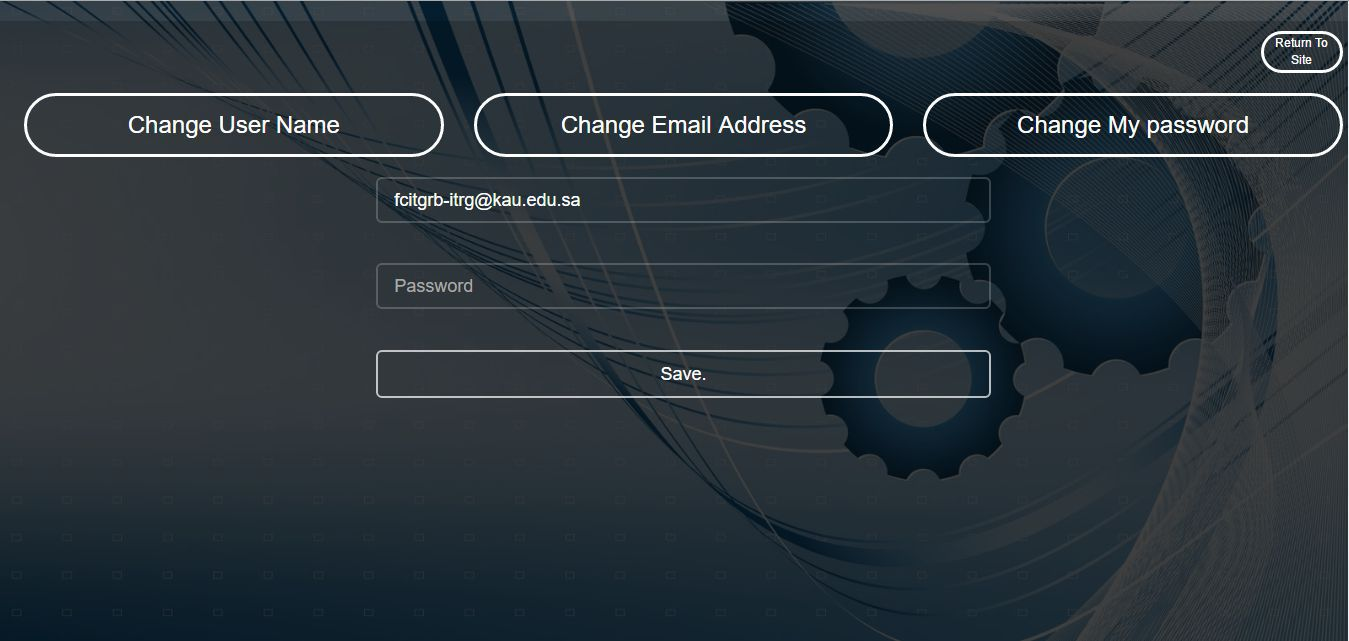 Return To
Site
Change User Name
Change Email Address
Change My password
fcitgrb-itrg@kau.edu.sa
Password
Save.